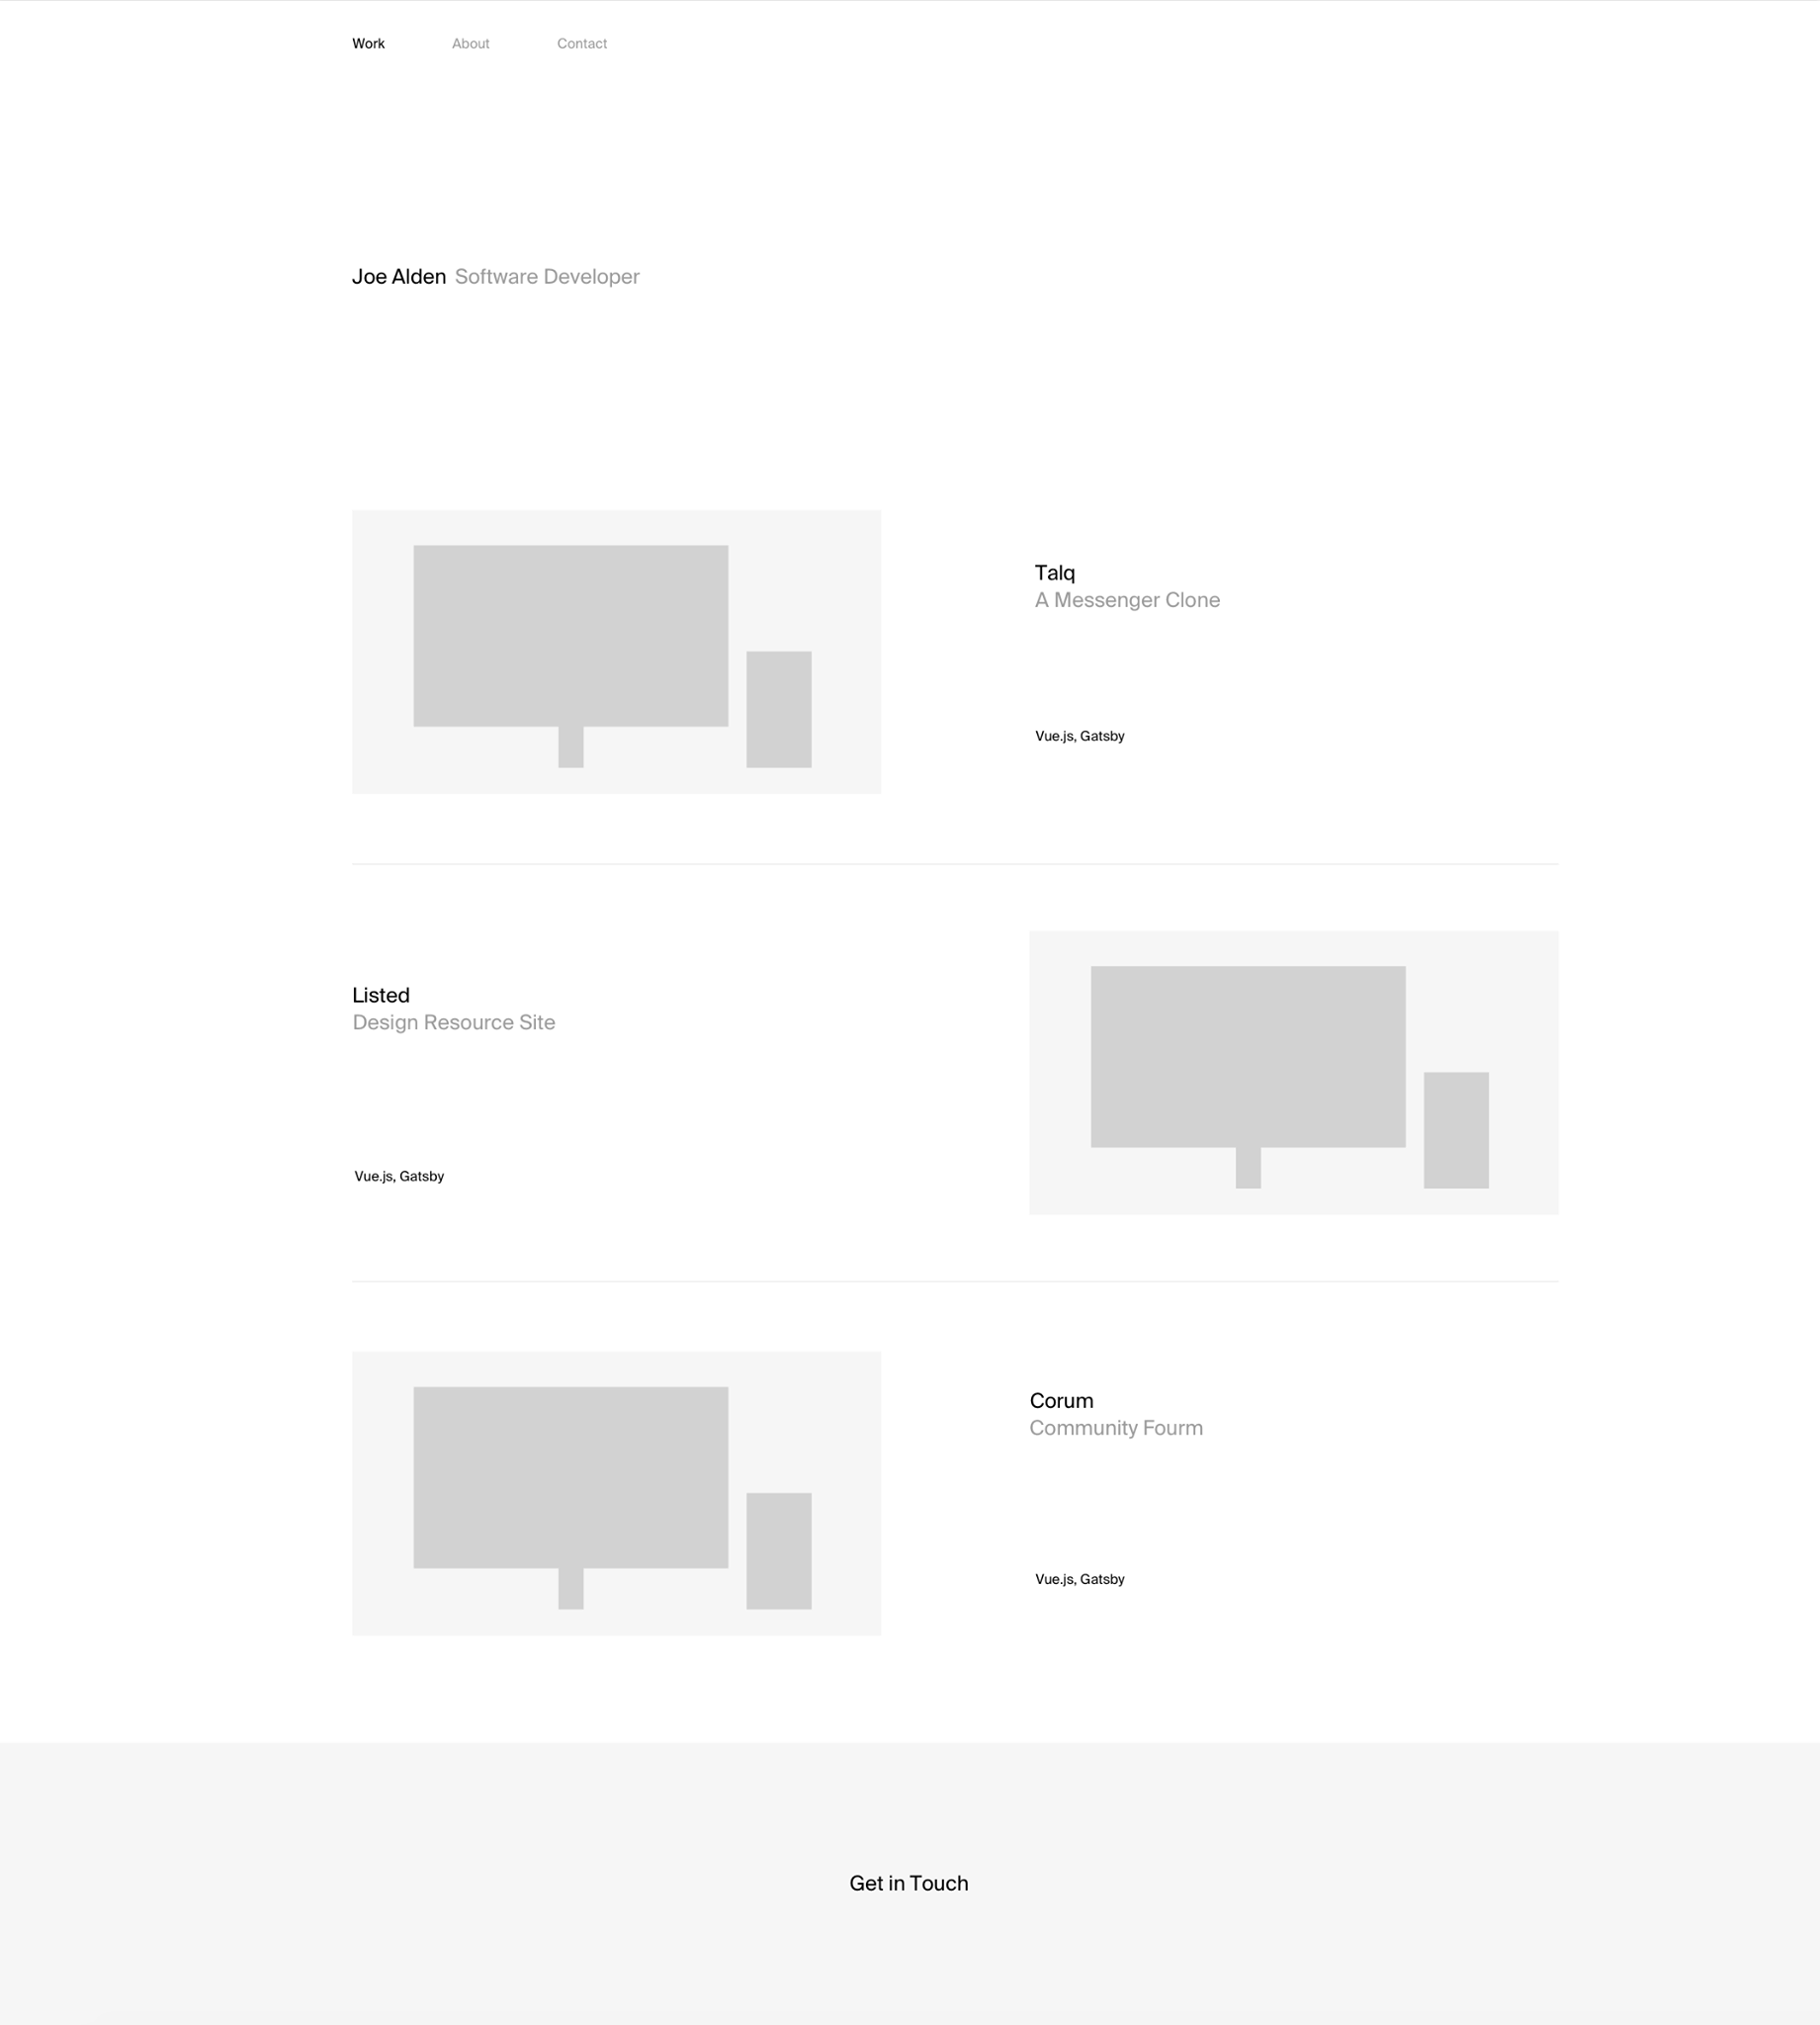 Work About Contact
Joe Alden Software Developer
Talq
A Messenger Clone
Vue.js, Gatsby
Listed
Design Resource Site
Vue.js, Gatsby
Corum
Community Fourm
Vue.js, Gatsby
Get in Touch